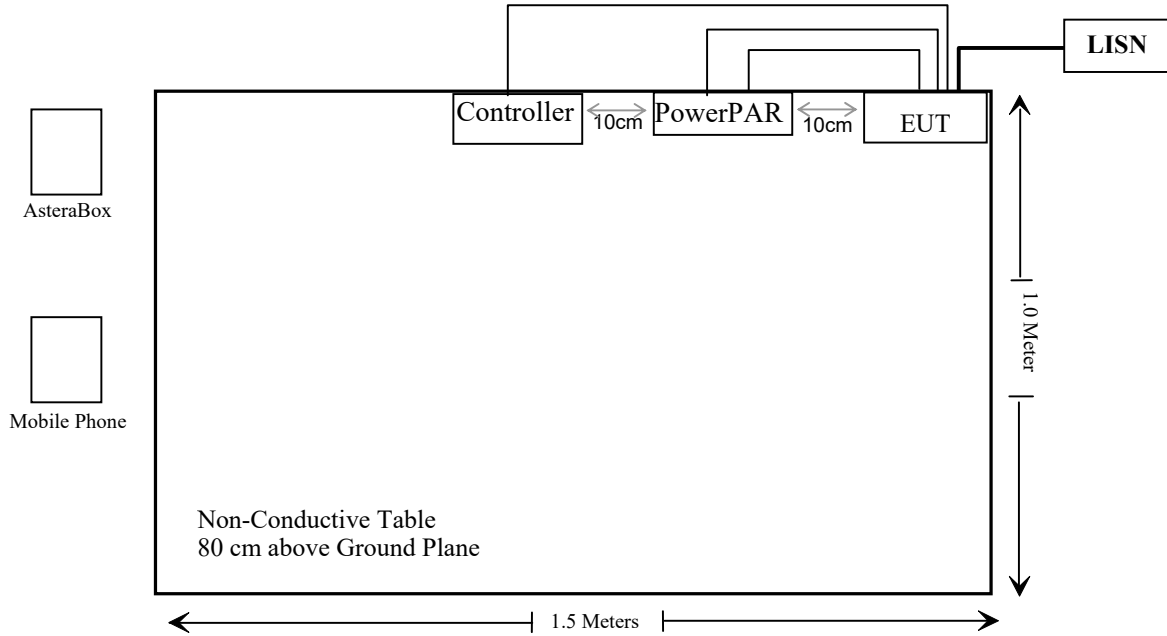 LISN
Controller
10cm
PowerPAR
10cm
EUT
AsteraBox
Mobile Phone
1.0 Meter
Non-Conductive Table
80 cm above Ground Plane
1.5 Meters